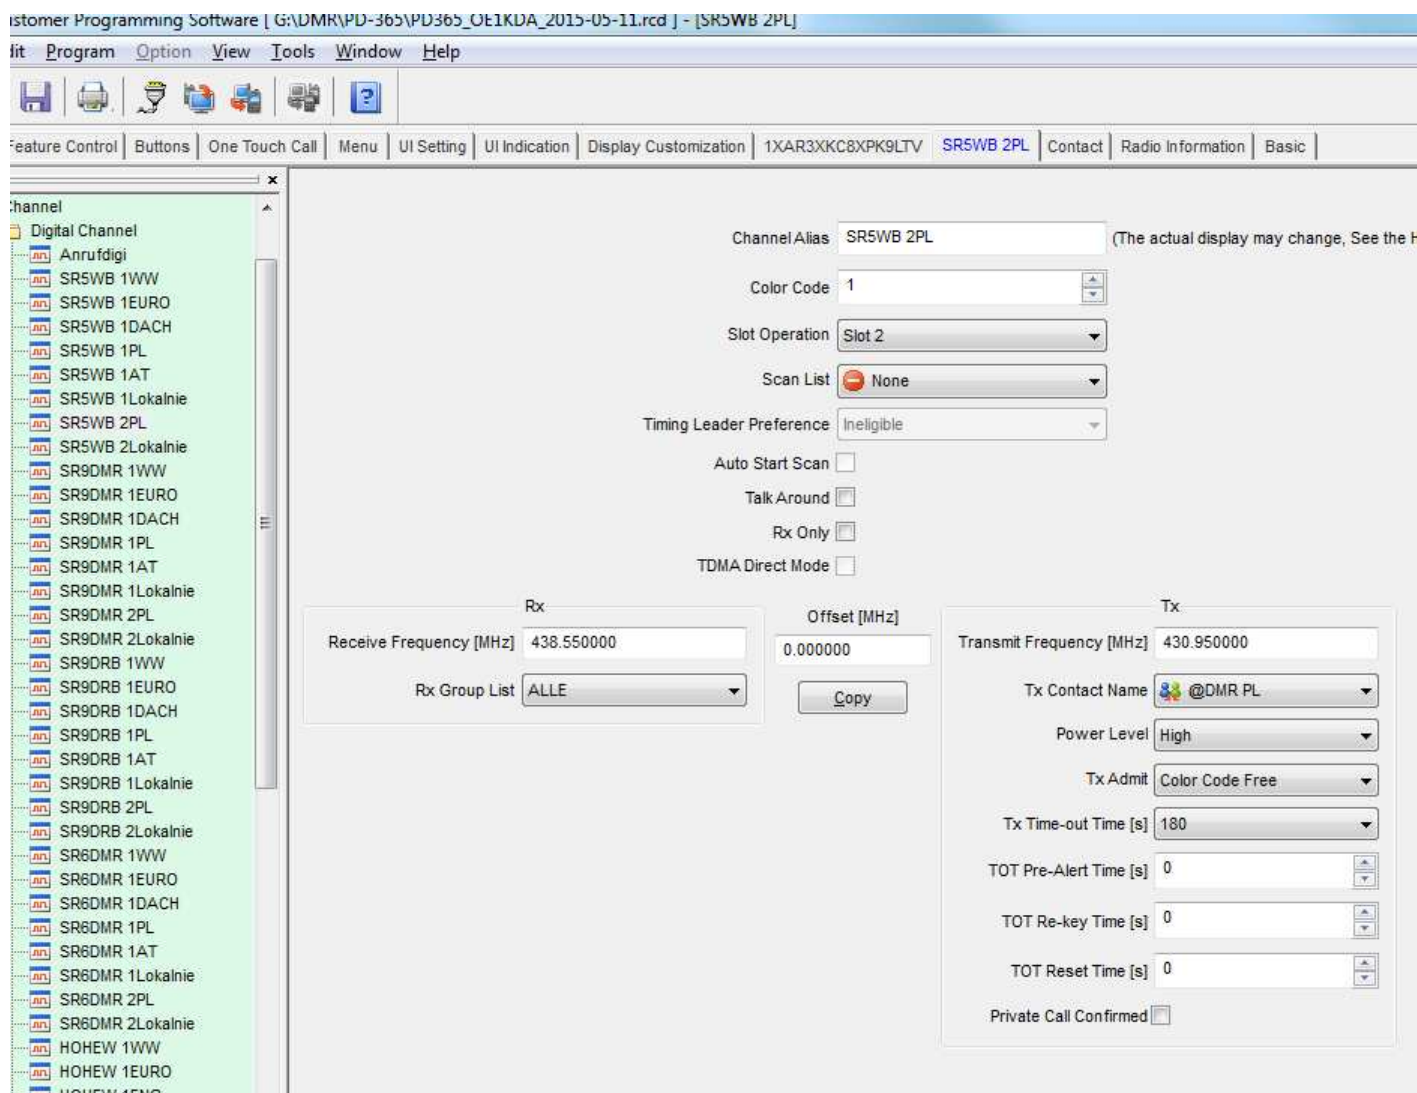 ustomer Programming Software [ G:\DMR\PD-365\PD365_OE1KDA_2015-05-11.rcd ] - [SR5WB 2PL]
dit Program Option View Tools Window Help
Feature Control Buttons One Touch Call Menu UI Setting UI Indication Display Customization 1XAR3XKC8XPK9LTV SR5WB 2PL Contact Radio Information Basic
x
Channel
Digital Channel
Anrufdigi
SR5WB 1WW
SR5WB 1EURO
SR5WB 1DACH
SR5WB 1PL
SR5WB 1AT
SR5WB 1Lokalnie
SR5WB 2PL
SR5WB 2Lokalnie
SR9DMR 1WW
SR9DMR 1EURO
SR9DMR 1DACH
SR9DMR 1PL
SR9DMR 1AT
SR9DMR 1Lokalnie
SR9DMR 2PL
SR9DMR 2Lokalnie
SR9DRB 1WW
SR9DRB 1EURO
SR9DRB 1DACH
SR9DRB 1PL
SR9DRB 1AT
SR9DRB 1Lokalnie
SR9DRB 2PL
SR9DRB 2Lokalnie
SR6DMR 1WW
SR6DMR 1EURO
SR6DMR 1DACH
SR6DMR 1PL
SR6DMR 1AT
SR6DMR 1Lokalnie
SR6DMR 2PL
SR6DMR 2Lokalnie
HOHEW 1WW
HOHEW 1EURO
Channel Alias SR5WB 2PL (The actual display may change, See the H
Color Code 1
Slot Operation Slot 2
Scan List None
Timing Leader Preference Ineligible
Auto Start Scan
Talk Around
Rx Only
TDMA Direct Mode
Rx
Receive Frequency [MHz] 438.550000
Rx Group List ALLE
Offset [MHz]
0.000000
Copy
Tx
Transmit Frequency [MHz] 430.950000
Tx Contact Name @DMR PL
Power Level High
Tx Admit Color Code Free
Tx Time-out Time [s] 180
TOT Pre-Alert Time [s] 0
TOT Re-key Time [s] 0
TOT Reset Time [s] 0
Private Call Confirmed